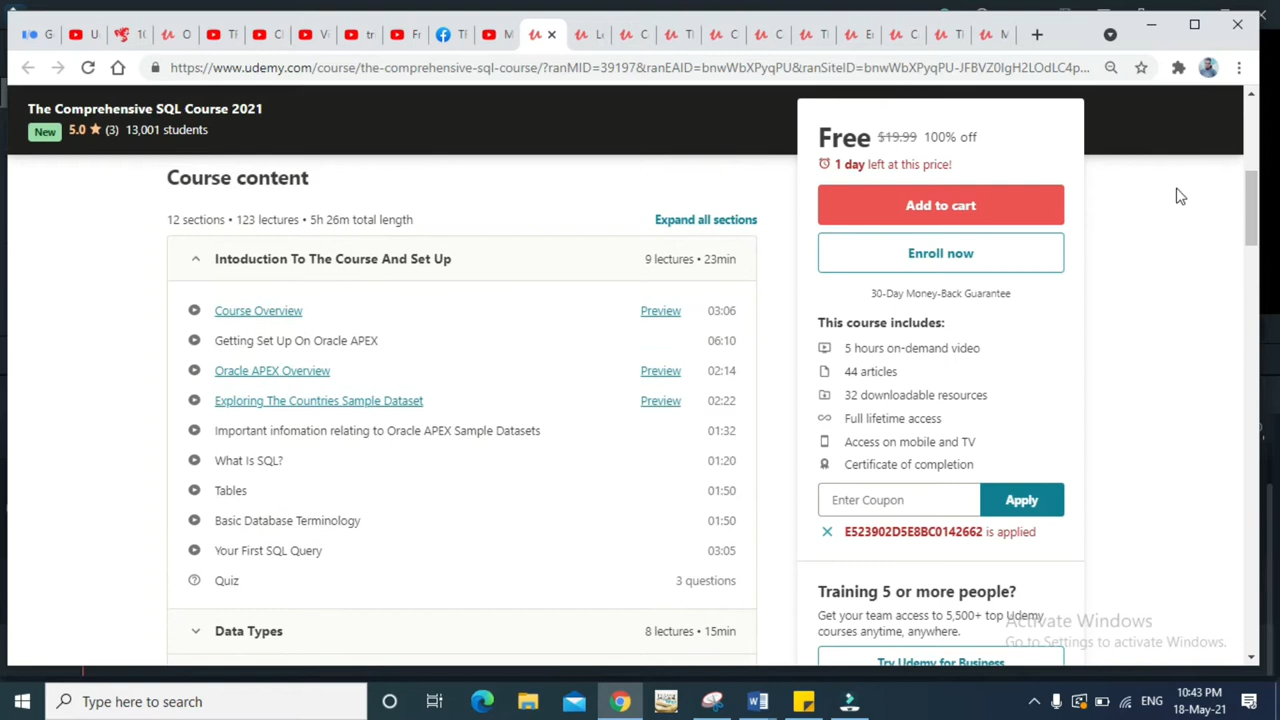 https://www.udemy.com/course/the-comprehensive-sql-course/?ranMID=39197&ranEAID=bnwWbXPyqPU&ranSiteID=bnwWbXPyqPU-JFBVZ0IgH2LOdLC4p...
The Comprehensive SQL Course 2021
New 5.0 ★ (3) 13,001 students
Free $19.99 100% off
1 day left at this price!
Add to cart
Enroll now
30-Day Money-Back Guarantee
This course includes:
5 hours on-demand video
44 articles
32 downloadable resources
Full lifetime access
Access on mobile and TV
Certificate of completion
Enter Coupon Apply
E523902D5E8BC0142662 is applied
Training 5 or more people?
Get your team access to 5,500+ top Udemy
courses anytime, anywhere.
Try Udemy for Business
Course content
12 sections • 123 lectures • 5h 26m total length Expand all sections
Intoduction To The Course And Set Up 9 lectures • 23min
Course Overview Preview 03:06
Getting Set Up On Oracle APEX 06:10
Oracle APEX Overview Preview 02:14
Exploring The Countries Sample Dataset Preview 02:22
Important infomation relating to Oracle APEX Sample Datasets 01:32
What Is SQL? 01:20
Tables 01:50
Basic Database Terminology 01:50
Your First SQL Query 03:05
Quiz 3 questions
Data Types 8 lectures • 15min
Activate Windows
Go to Settings to activate Windows.
Type here to search
ENG
10:43 PM
18-May-21